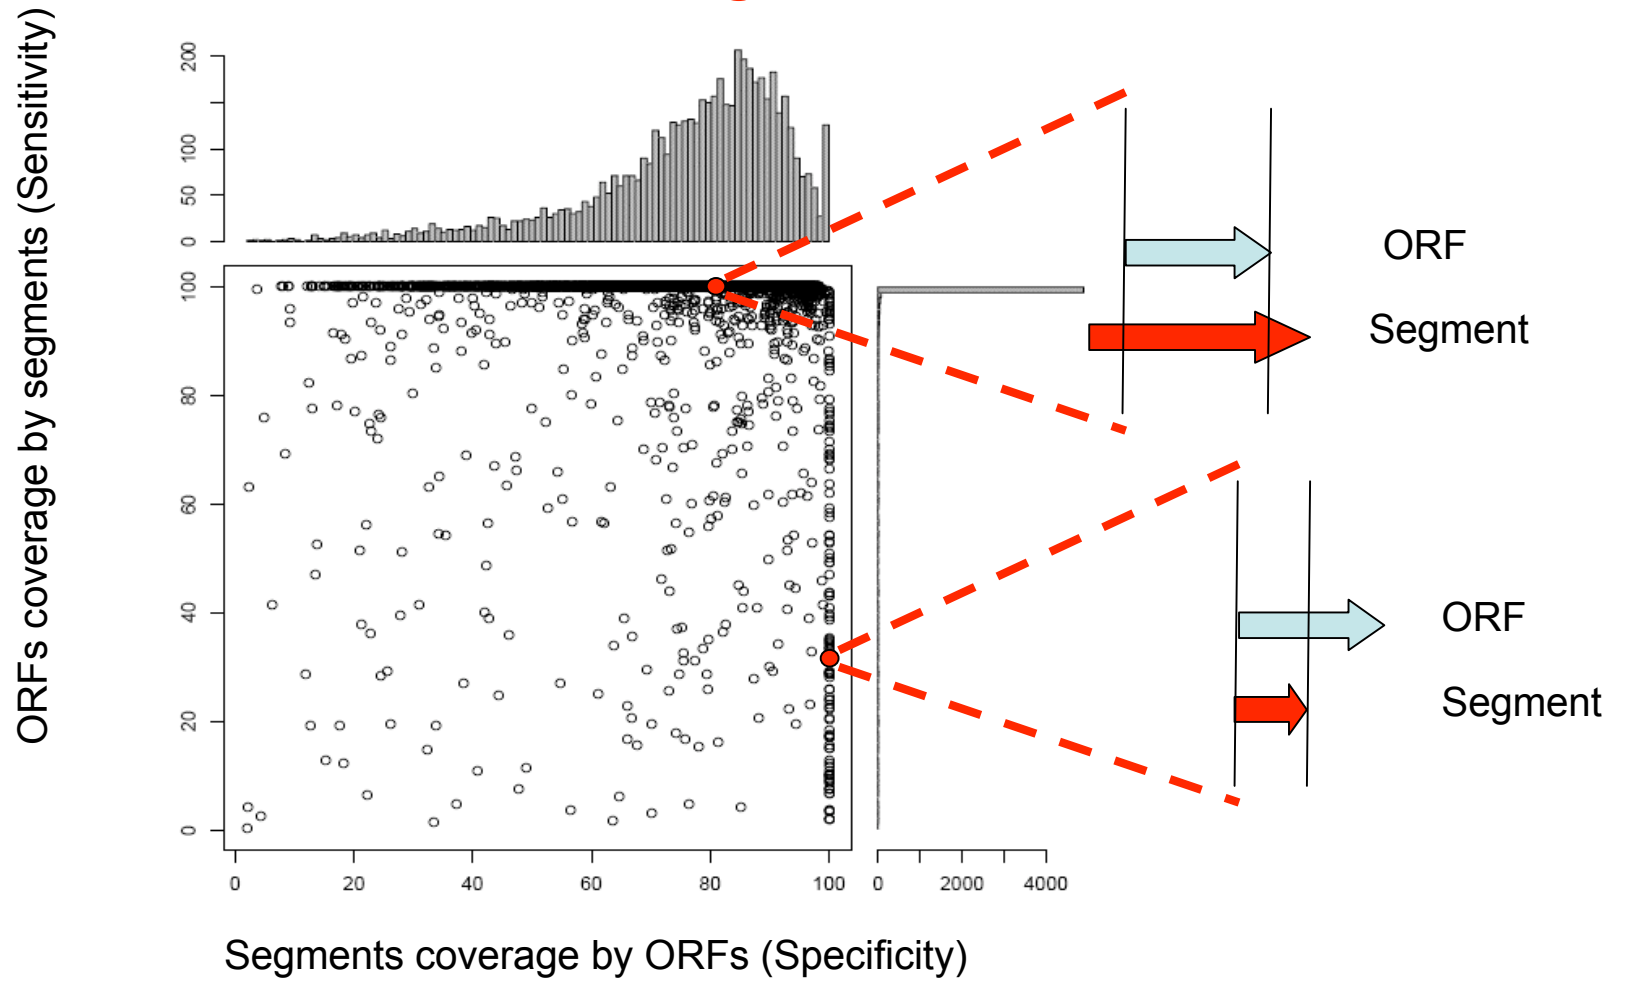 ORFs coverage by segments (Sensitivity)
200
100
50
0
100
80
60
40
20
0
0 20 40 60 80 100
0 2000 4000
Segments coverage by ORFs (Specificity)
ORF
Segment
ORF
Segment